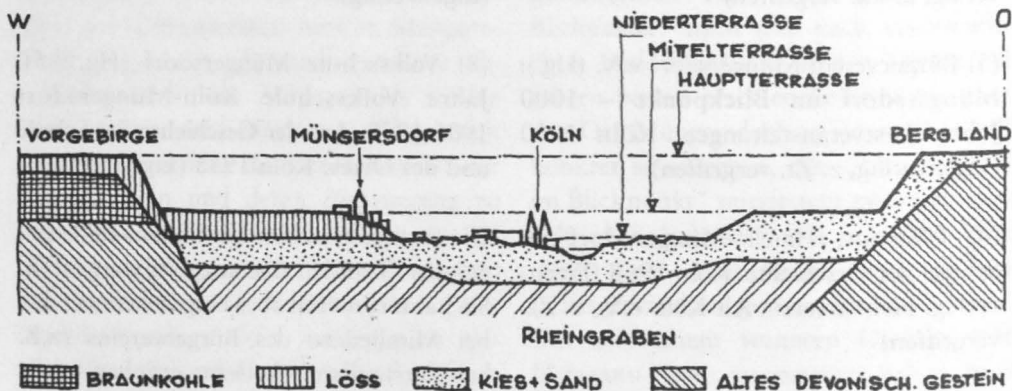 W
O
NIEDERTERRASSE
MITTELTERRASSE
HAUPTTERRASSE
VORGEBIRGE MÜNGERSDORF KÖLN BERG. LAND
RHEINGRABEN
BRAUNKOHLE LÖSS KIES+SAND ALTES DEVONISCH. GESTEIN